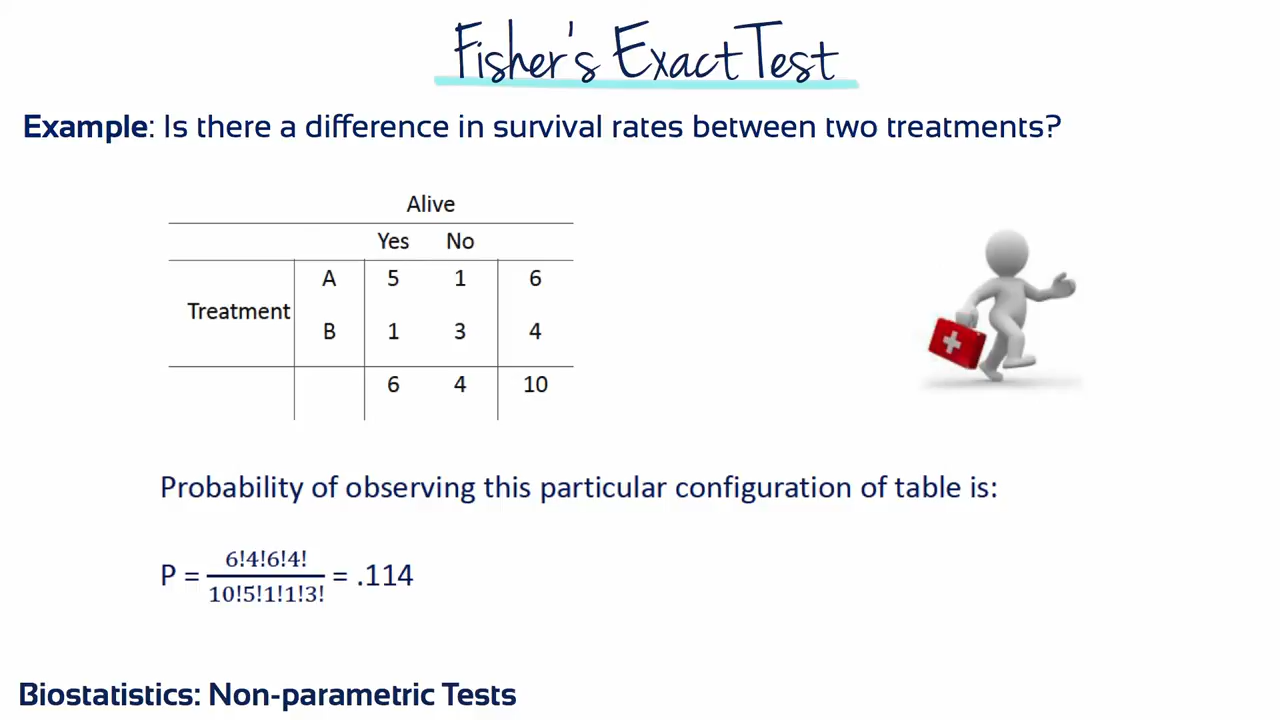 Fisher's Exact Test
Example: Is there a difference in survival rates between two treatments?
Alive
Yes No
A 5 1 6
Treatment
B 1 3 4
6 4 10
Probability of observing this particular configuration of table is:
P = 6!4!6!4! / 10!5!1!1!3! = .114
Biostatistics: Non-parametric Tests